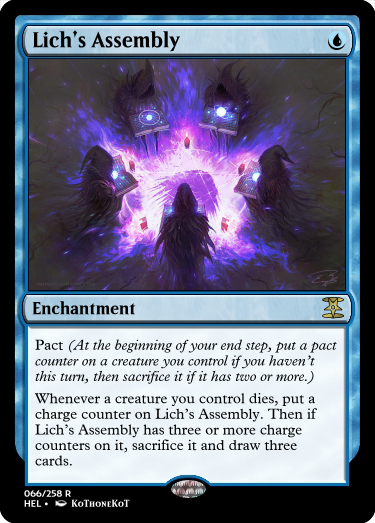 Lich's Assembly
Enchantment
Pact (At the beginning of your end step, put a pact
counter on a creature you control if you haven't
this turn, then sacrifice it if it has two or more.)
Whenever a creature you control dies, put a
charge counter on Lich's Assembly. Then if
Lich's Assembly has three or more charge
counters on it, sacrifice it and draw three
cards.
066/258 R
HEL • KoThoneKoT